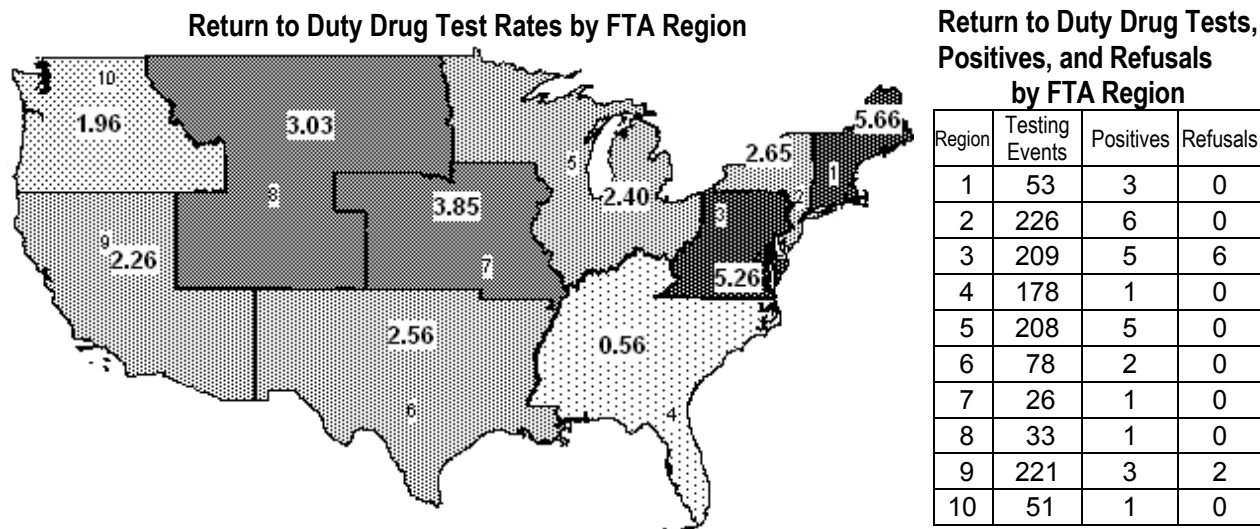 Return to Duty Drug Test Rates by FTA Region
10
1.96
3.03
8
9
2.26
3.85
7
5
2.40
2.65
2
5.66
1
3
5.26
2.56
6
0.56
4
Return to Duty Drug Tests,
Positives, and Refusals
by FTA Region
Region Testing Events Positives Refusals
1 53 3 0
2 226 6 0
3 209 5 6
4 178 1 0
5 208 5 0
6 78 2 0
7 26 1 0
8 33 1 0
9 221 3 2
10 51 1 0